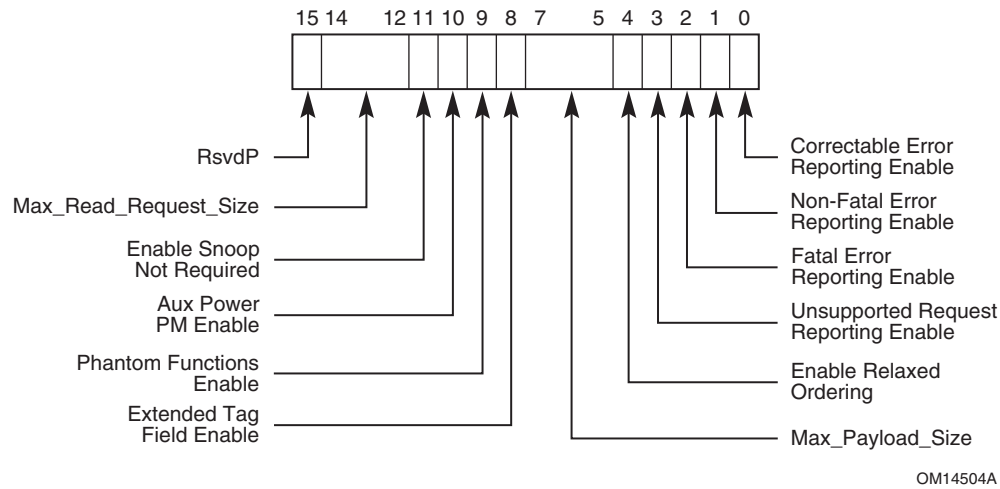 15 14 12 11 10 9 8 7 5 4 3 2 1 0
RsvdP
Max_Read_Request_Size
Enable Snoop
Not Required
Aux Power
PM Enable
Phantom Functions
Enable
Extended Tag
Field Enable
Correctable Error
Reporting Enable
Non-Fatal Error
Reporting Enable
Fatal Error
Reporting Enable
Unsupported Request
Reporting Enable
Enable Relaxed
Ordering
Max_Payload_Size
OM14504A